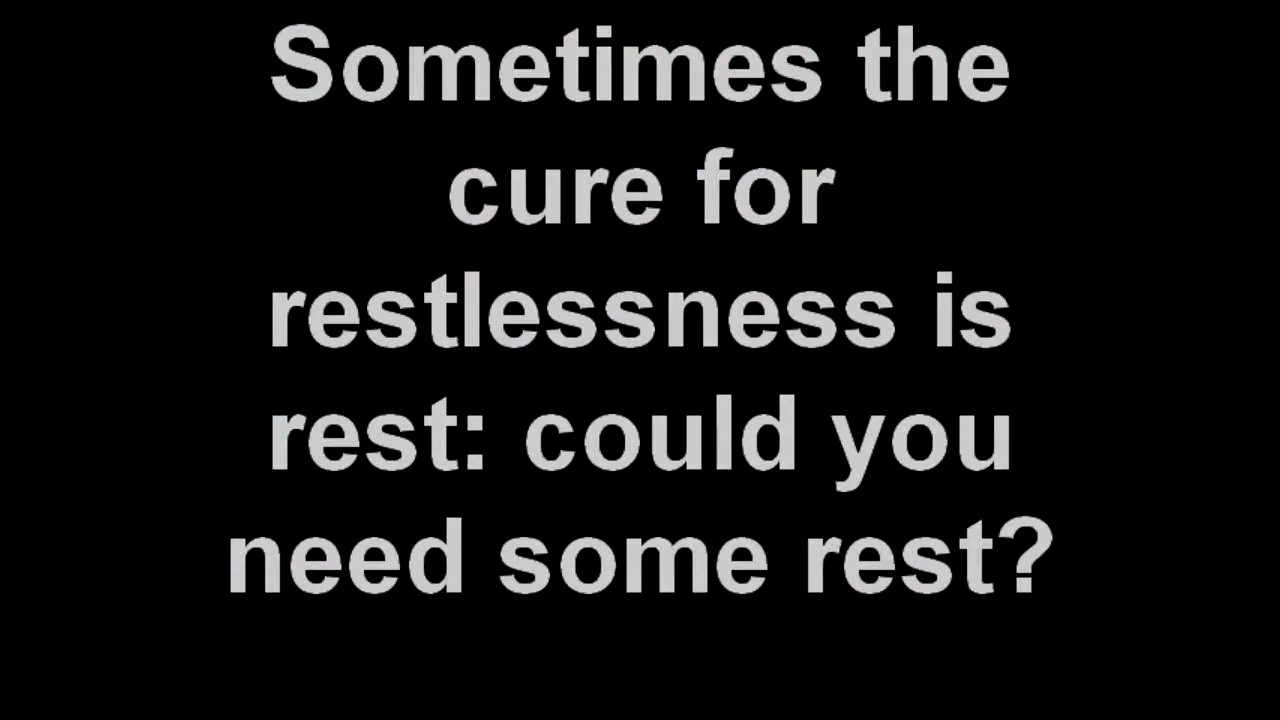 Sometimes the
cure for
restlessness is
rest: could you
need some rest?